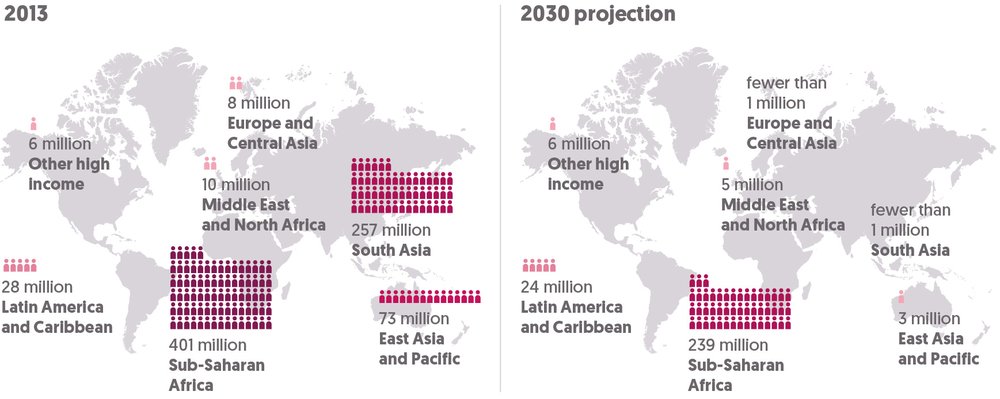 2013
8 million
Europe and
Central Asia
6 million
Other high
Income
10 million
Middle East
and North Africa
257 million
South Asia
28 million
Latin America
and Caribbean
401 million
Sub-Saharan
Africa
73 million
East Asia
and Pacific
2030 projection
fewer than
1 million
Europe and
Central Asia
6 million
Other high
Income
5 million
Middle East
and North Africa
fewer than
1 million
South Asia
24 million
Latin America
and Caribbean
239 million
Sub-Saharan
Africa
3 million
East Asia
and Pacific